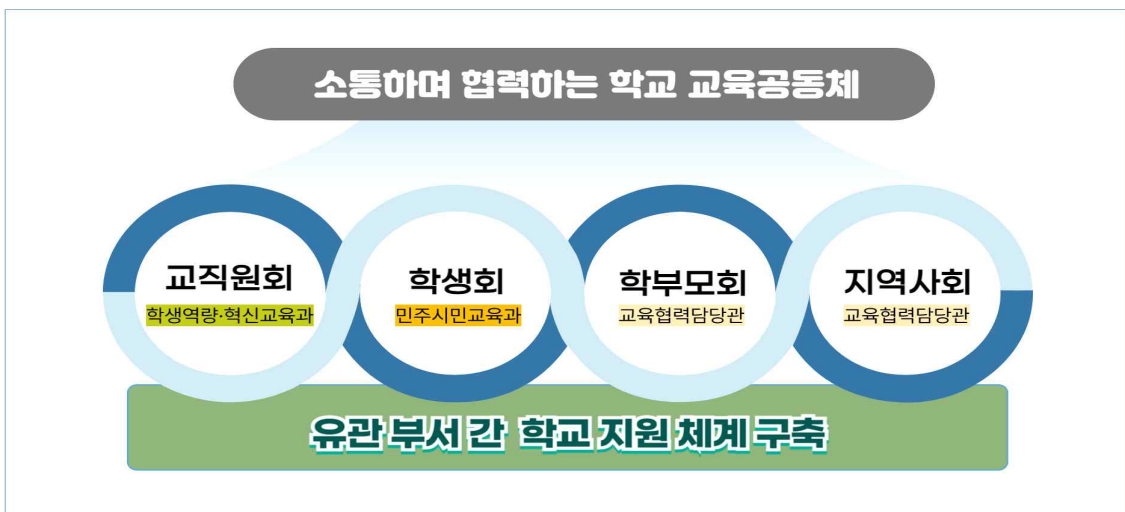 소통하며 협력하는 학교 교육공동체
교직원회
학생역량·혁신교육과
학생회
민주시민교육과
학부모회
교육협력담당관
지역사회
교육협력담당관
유관 부서 간 학교 지원 체계 구축